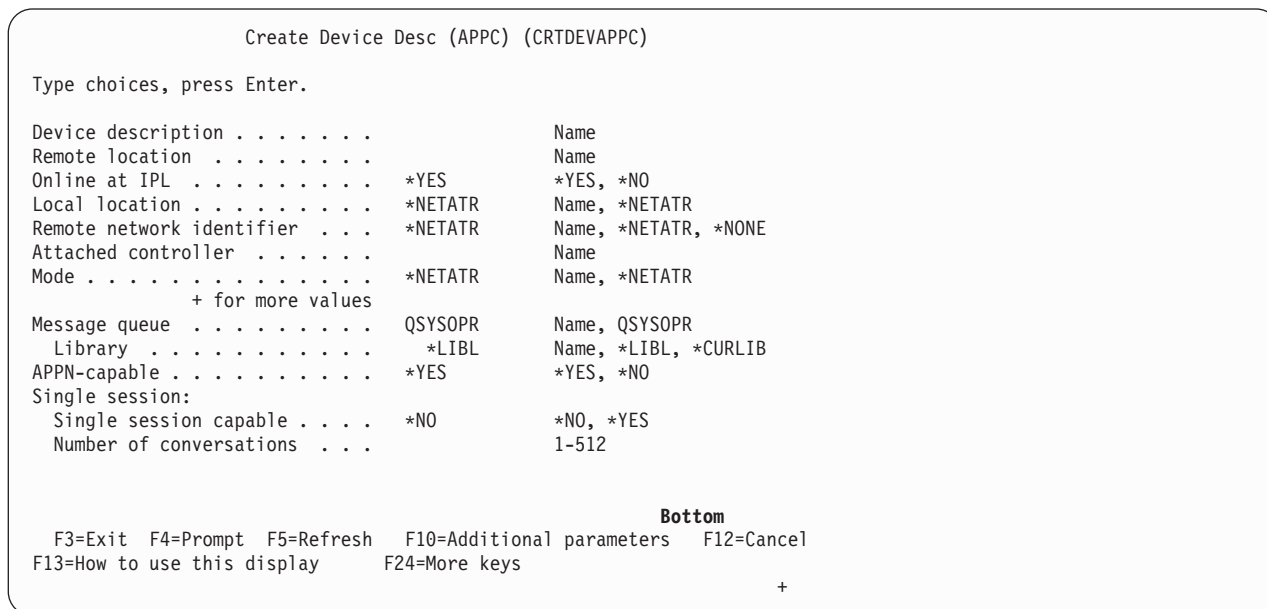 Create Device Desc (APPC) (CRTDEVAPPC)
Type choices, press Enter.
Device description . . . . . . . Name
Remote location . . . . . . . . Name
Online at IPL . . . . . . . . . *YES *YES, *NO
Local location . . . . . . . . . *NETATR Name, *NETATR
Remote network identifier . . . *NETATR Name, *NETATR, *NONE
Attached controller . . . . . . Name
Mode . . . . . . . . . . . . . . *NETATR Name, *NETATR
+ for more values
Message queue . . . . . . . . . QSYSOPR Name, QSYSOPR
Library . . . . . . . . . . . *LIBL Name, *LIBL, *CURLIB
APPN-capable . . . . . . . . . . *YES *YES, *NO
Single session:
Single session capable . . . . *NO *NO, *YES
Number of conversations . . . 1-512
Bottom
F3=Exit F4=Prompt F5=Refresh F10=Additional parameters F12=Cancel
F13=How to use this display F24=More keys
+